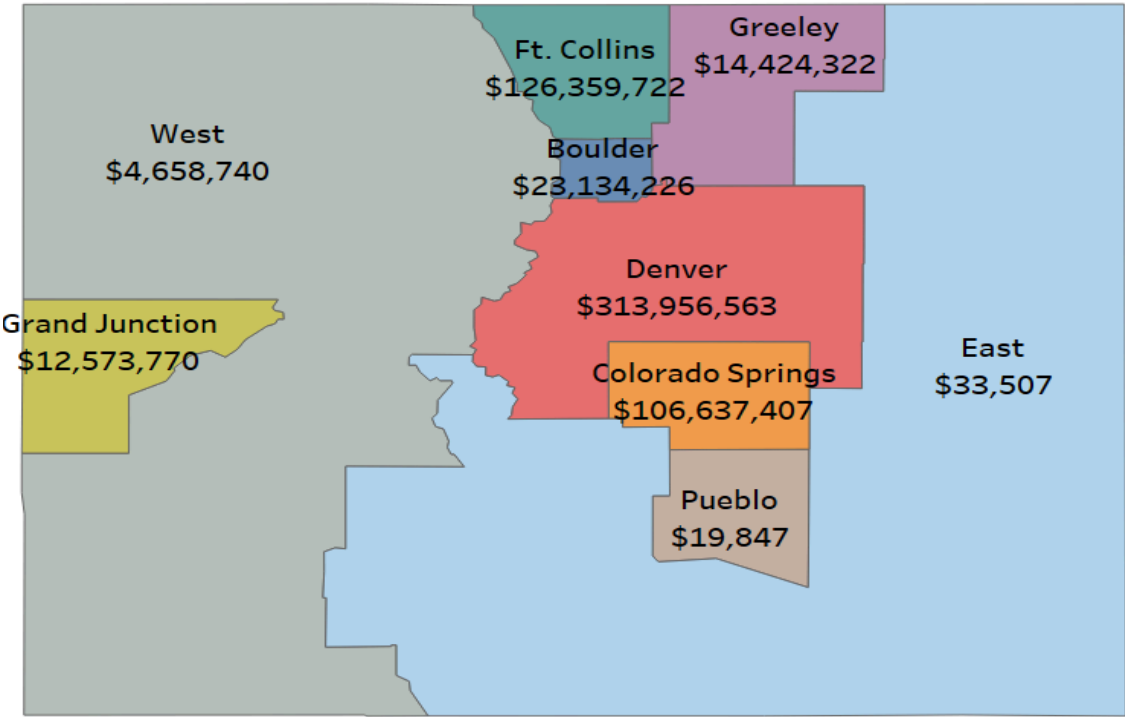 Ft. Collins
$126,359,722
Greeley
$14,424,322
West
$4,658,740
Boulder
$23,134,226
Denver
$313,956,563
Grand Junction
$12,573,770
East
$33,507
Colorado Springs
$106,637,407
Pueblo
$19,847